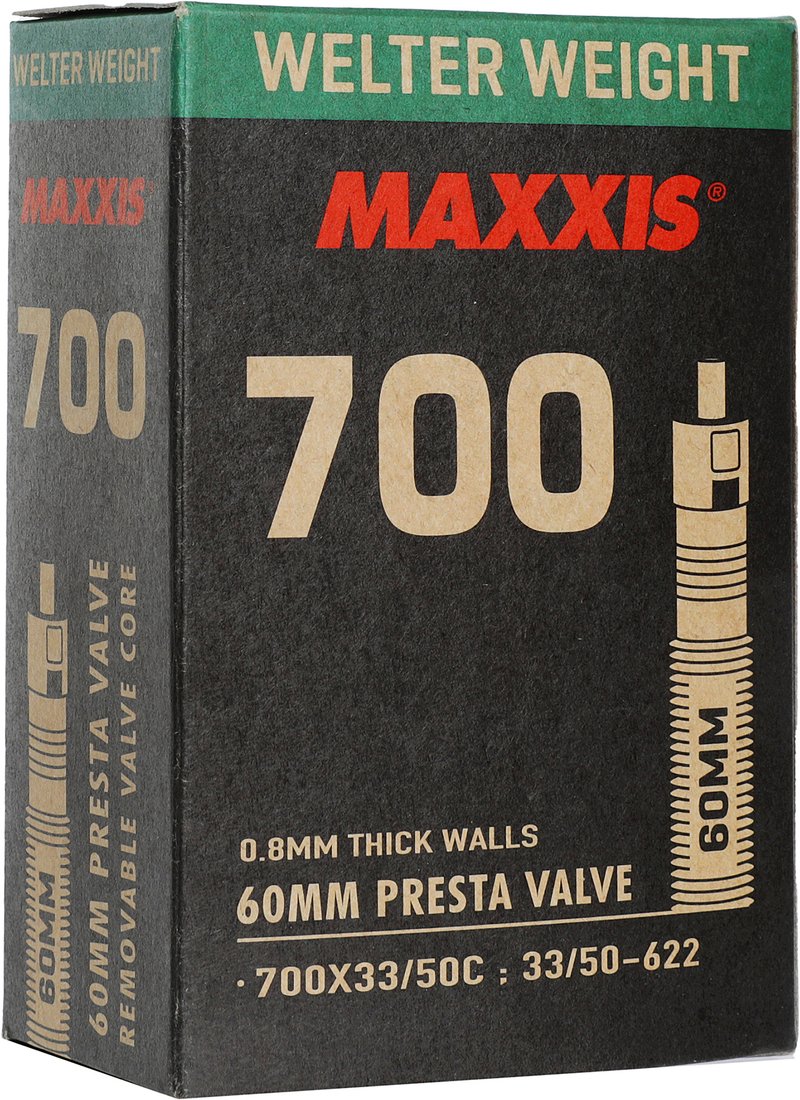 WELTER WEIGHT
MAXXIS®
700
60MM
60MM PRESTA VALVE
REMOVABLE VALVE CORE
WELTER WEIGHT
MAXXIS®
700
60MM
0.8MM THICK WALLS
60MM PRESTA VALVE
· 700X33/50C ; 33/50-622